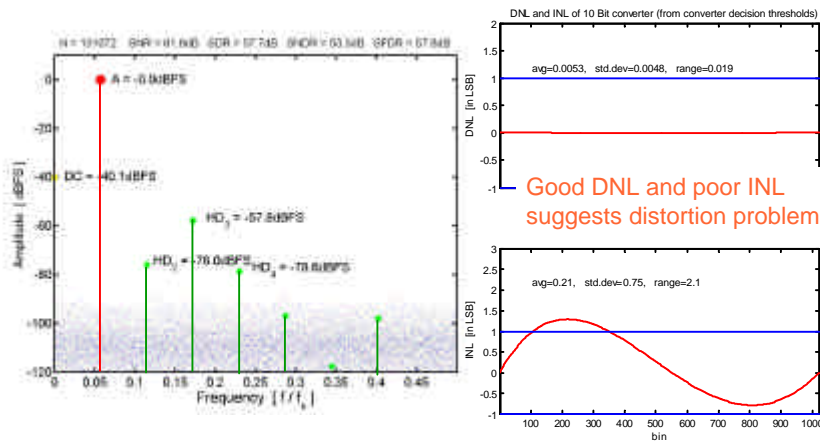 N = 131072 SNR = 61.8dB SDR = 57.7dB SNDR = SFDR = 57.8dB
A =
DC = -40.1dBFS
HD3 = -57.8dBFS
HD2 = -76.0dBFS
HD4 = -78.8dBFS
Amplitude [ dBFS ]
0
-20
-40
-60
-80
-100
-120
0 0.05 0.1 0.15 0.2 0.25 0.3 0.35 0.4 0.45
Frequency [ f / fs ]
DNL and INL of 10 Bit converter (from converter decision thresholds)
2
1.5
1
0.5
0
-0.5
-1
DNL [in LSB]
avg=0.0053, std.dev=0.0048, range=0.019
Good DNL and poor INL
suggests distortion problem
3
2.5
2
1.5
1
0.5
0
-0.5
-1
INL [in LSB]
avg=0.21, std.dev=0.75, range=2.1
100 200 300 400 500 600 700 800 900 1000
bin